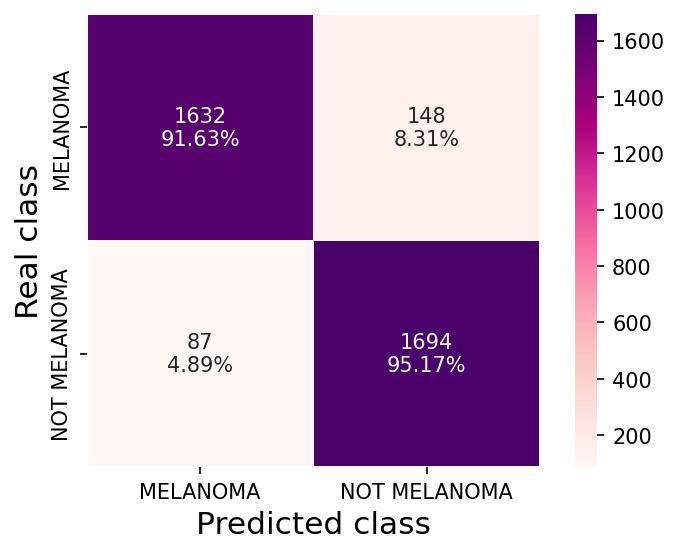 MELANOMA
NOT MELANOMA
Real class
1632
91.63%
148
8.31%
87
4.89%
1694
95.17%
MELANOMA
NOT MELANOMA
Predicted class
1600
1400
1200
1000
800
600
400
200